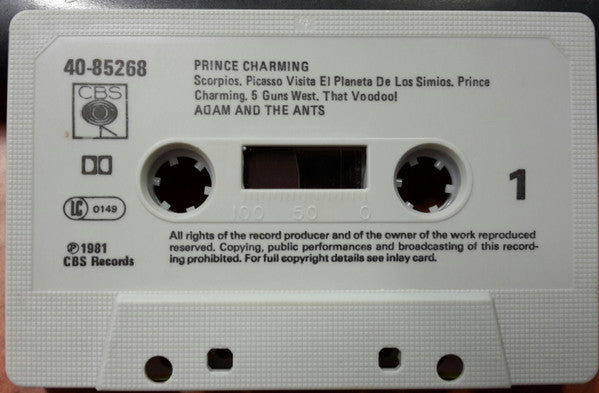 40-85268
PRINCE CHARMING
Scorpios. Picasso Visita El Planeta De Los Simios. Prince
Charming. 5 Guns West. That Voodoo!
ADAM AND THE ANTS
CBS
LC 0149
1
100 50 0
℗1981
CBS Records
All rights of the record producer and of the owner of the work reproduced
reserved. Copying, public performances and broadcasting of this record-
ing prohibited. For full copyright details see inlay card.